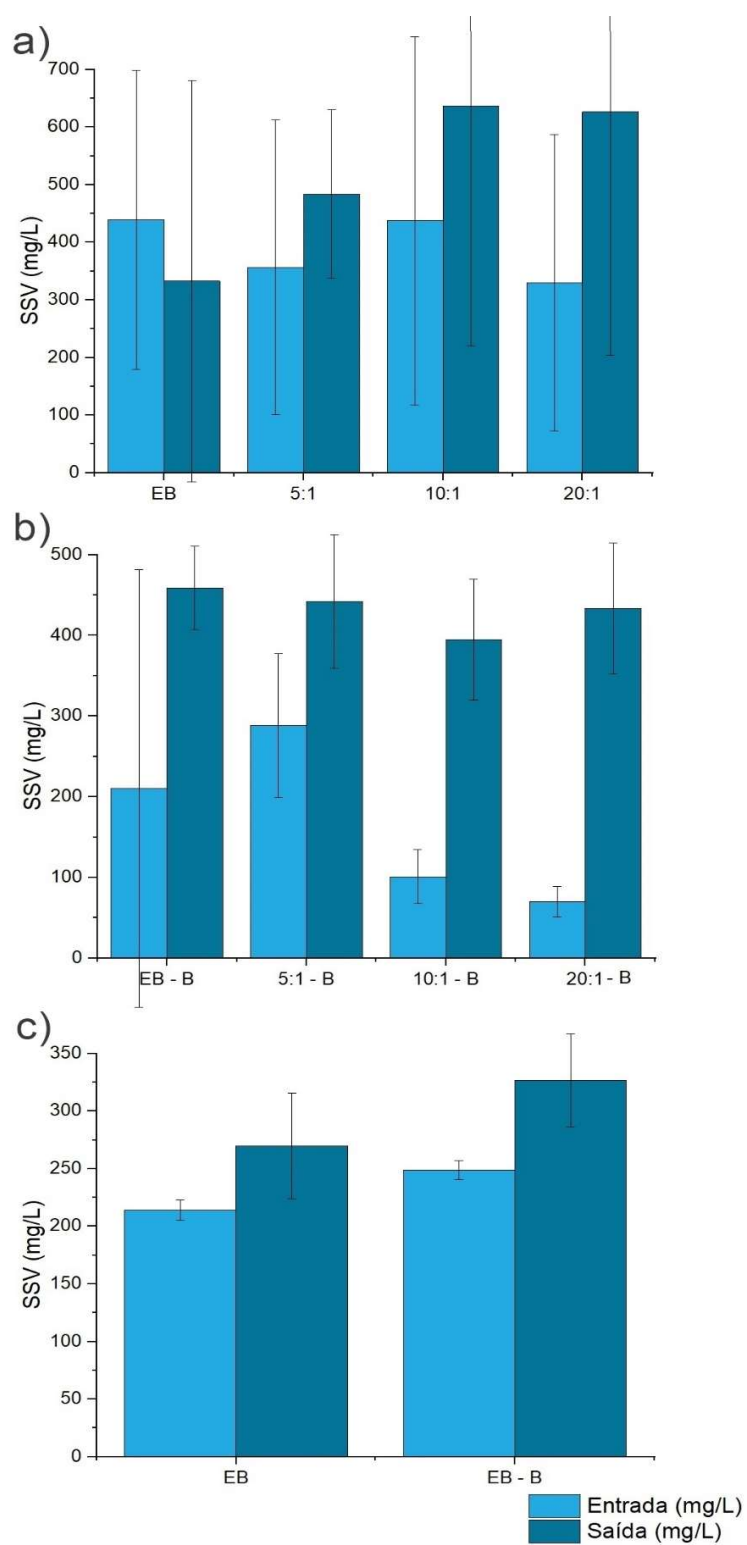 a)
700
600
500
400
300
200
100
0
SSV (mg/L)
EB 5:1 10:1 20:1
b)
500
400
300
200
100
0
SSV (mg/L)
EB - B 5:1 - B 10:1 - B 20:1 - B
c)
350
300
250
200
150
100
50
0
SSV (mg/L)
EB EB - B
Entrada (mg/L)
Saída (mg/L)